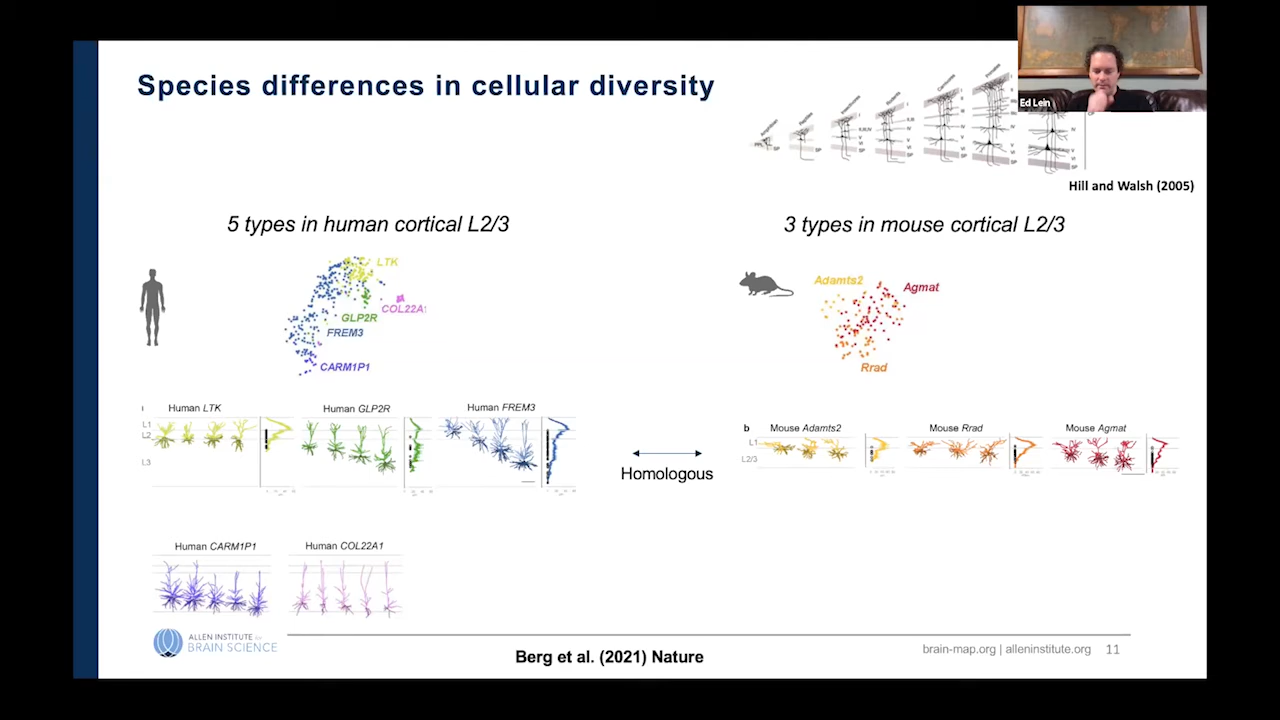 Species differences in cellular diversity
Ed Lein
Hill and Walsh (2005)
5 types in human cortical L2/3
3 types in mouse cortical L2/3
LTK
COL22A1
GLP2R
FREM3
CARM1P1
Adamts2
Agmat
Rrad
Human LTK
Human GLP2R
Human FREM3
L1
L2
L3
Homologous
b
Mouse Adamts2
Mouse Rrad
Mouse Agmat
L1
L2/3
Human CARM1P1
Human COL22A1
ALLEN INSTITUTE for
BRAIN SCIENCE
Berg et al. (2021) Nature
brain-map.org | alleninstitute.org 11